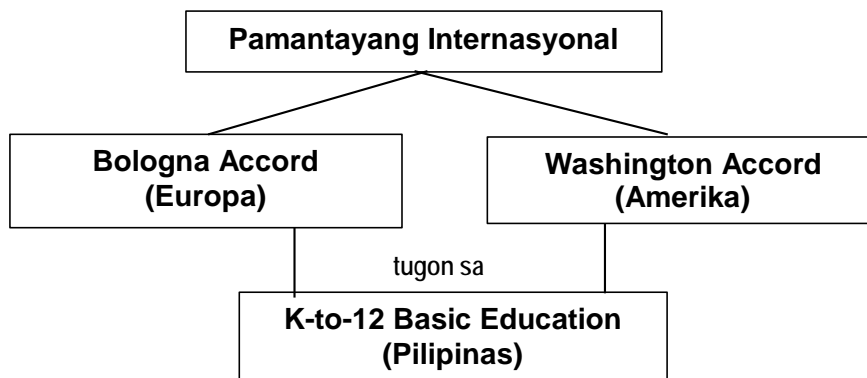 Pamantayang Internasyonal
Bologna Accord
(Europa)
Washington Accord
(Amerika)
tugon sa
K-to-12 Basic Education
(Pilipinas)